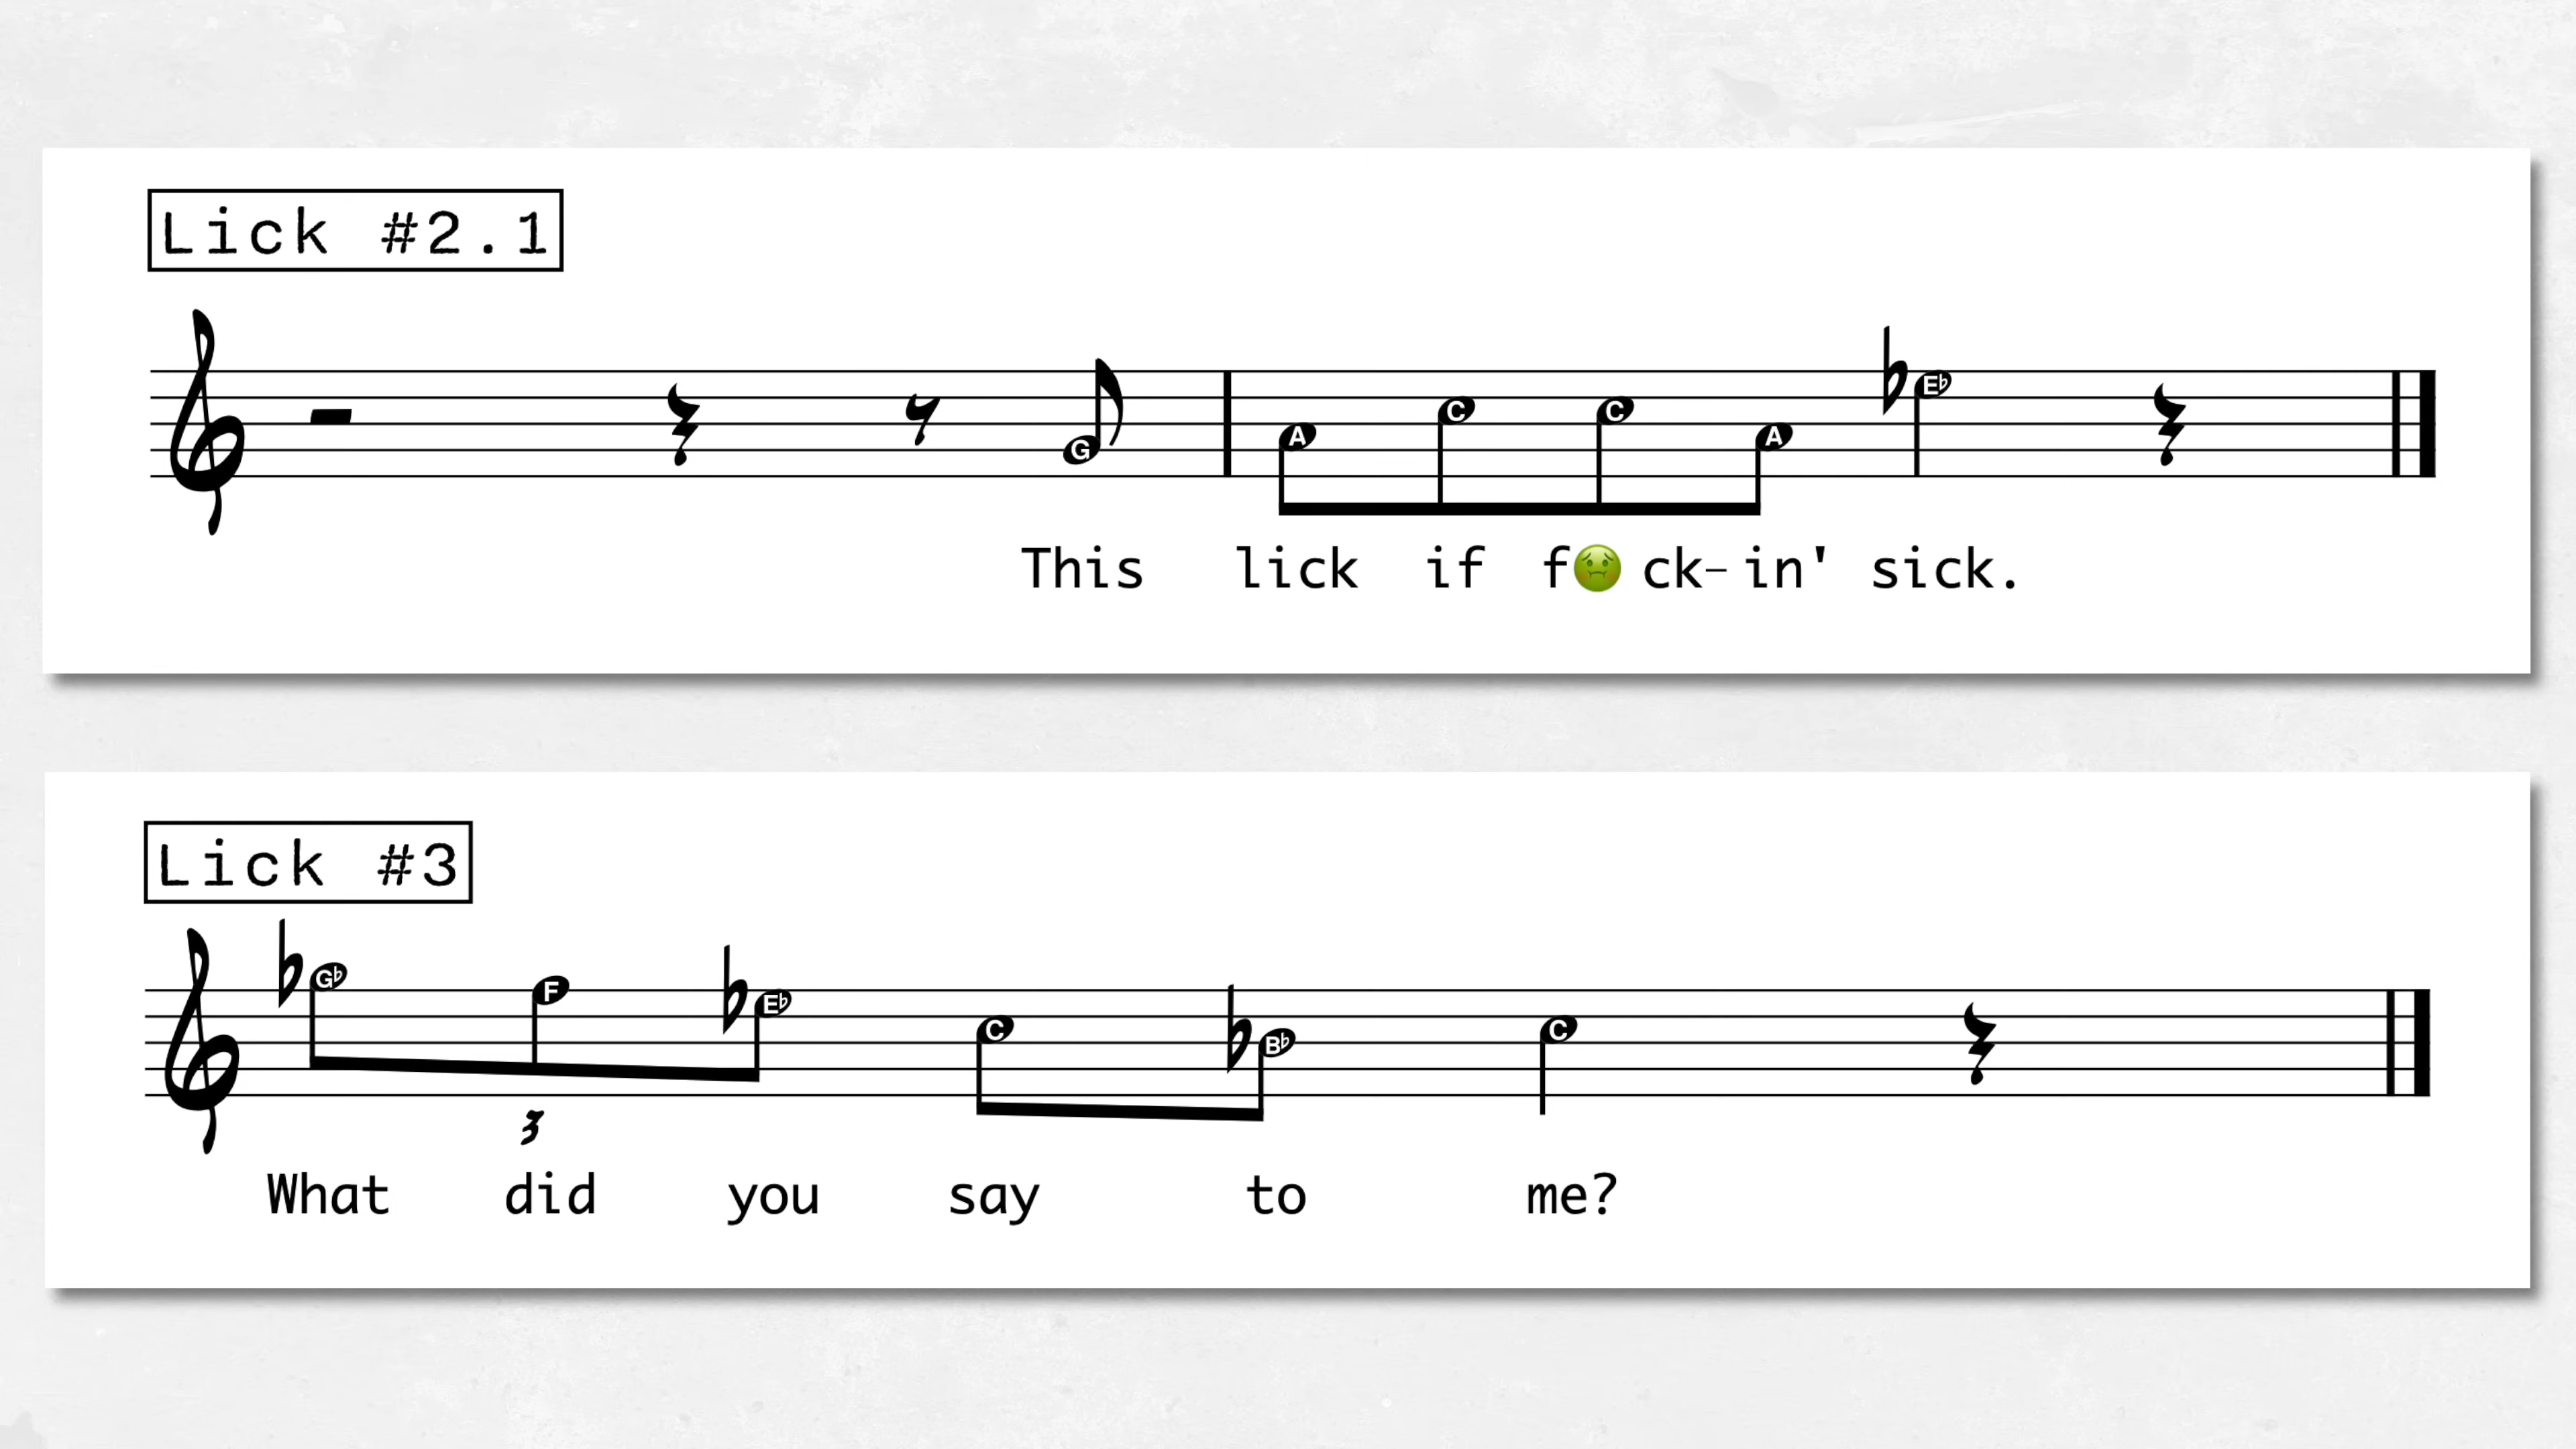 Lick #2.1
G A C C A E♭
This lick if f🤢ck-in' sick.
Lick #3
G♭ F E♭ C B♭ C
3
What did you say to me?